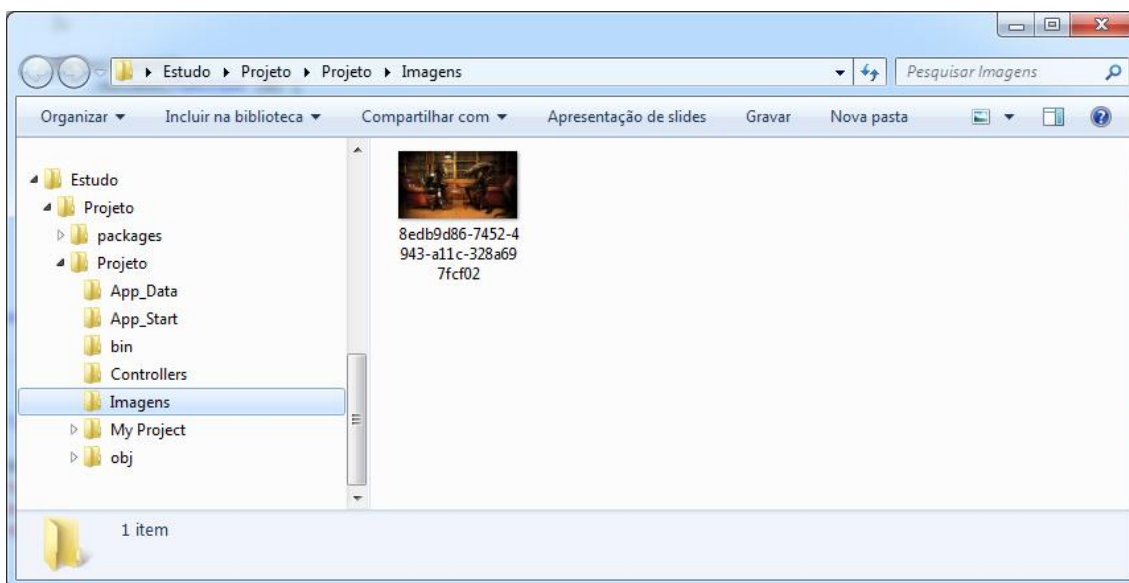 Estudo Projeto Projeto Imagens
Pesquisar Imagens
Organizar Incluir na biblioteca Compartilhar com Apresentação de slides Gravar Nova pasta
Estudo
Projeto
packages
Projeto
App_Data
App_Start
bin
Controllers
Imagens
My Project
obj
8edb9d86-7452-4
943-a11c-328a69
7fcf02
1 item